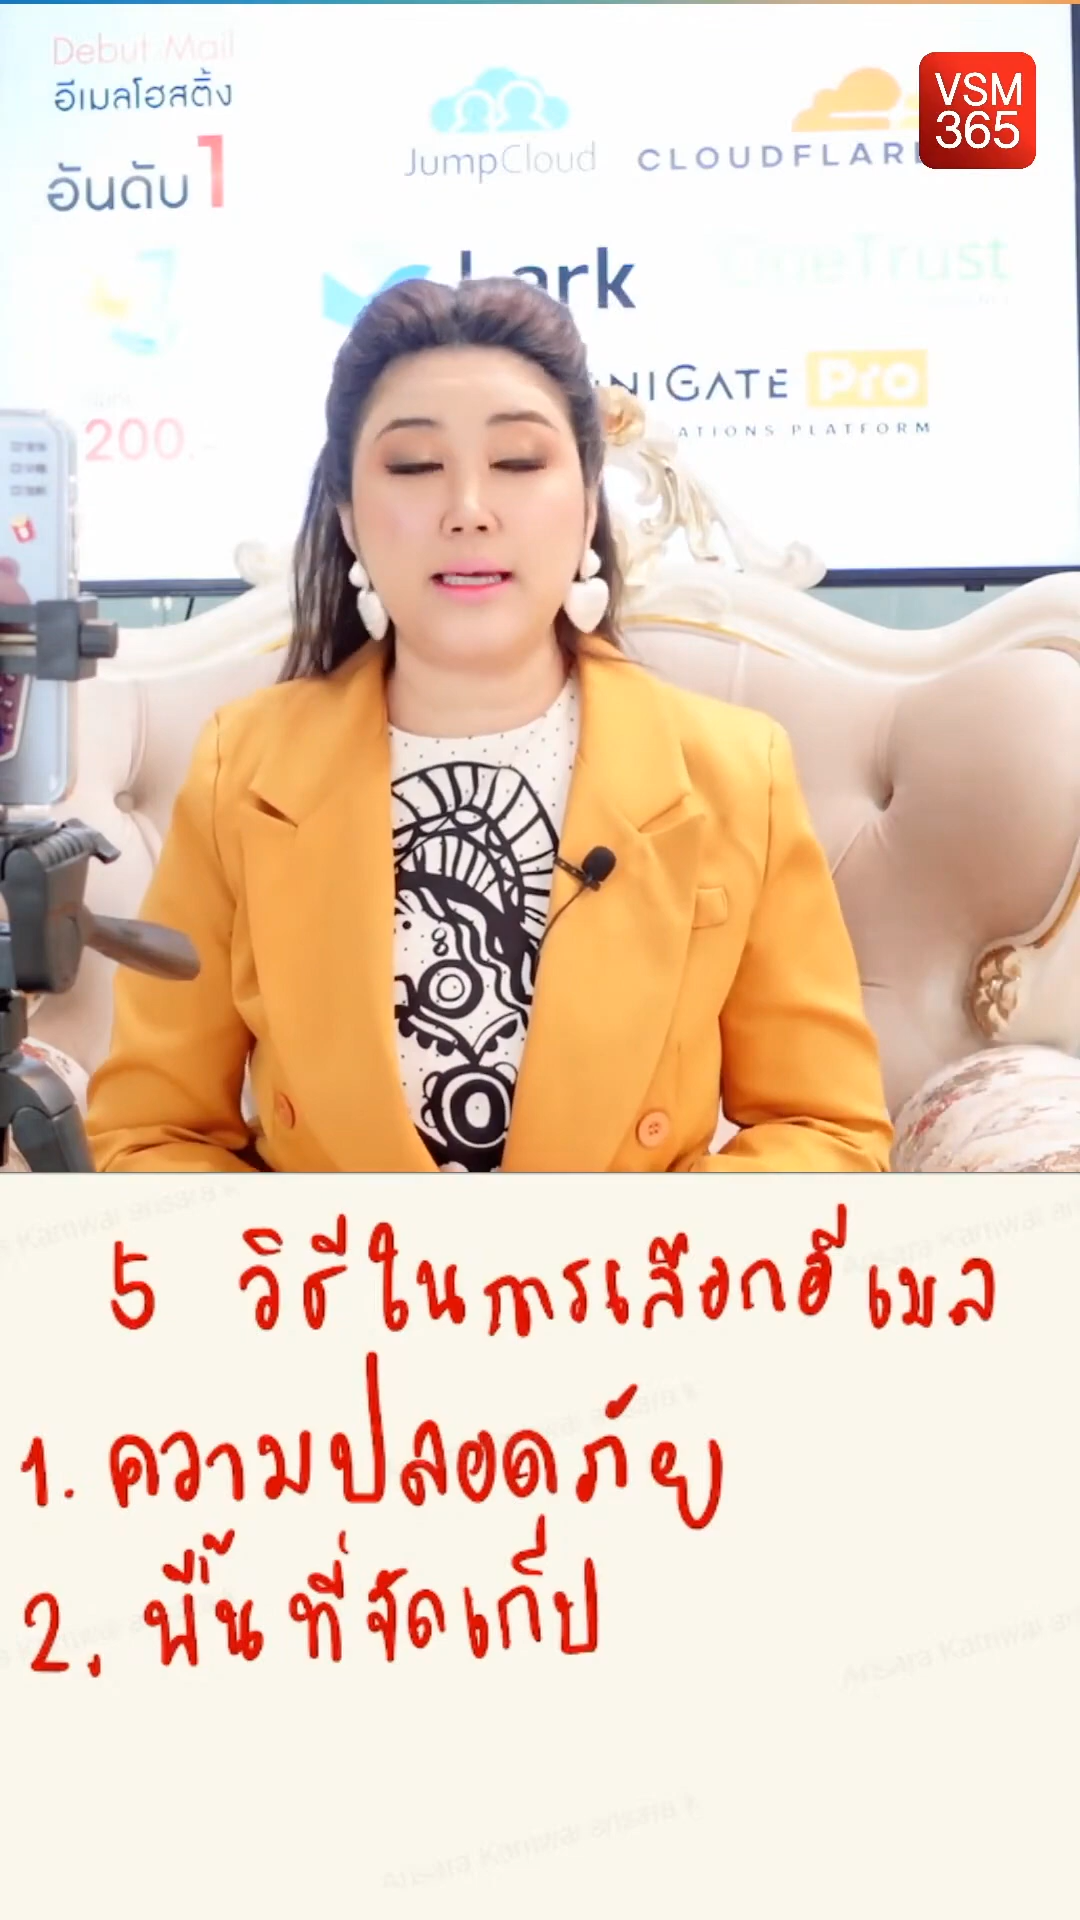 Debut Mail
อีเมลโฮสติ้ง
อันดับ 1
JumpCloud
CLOUDFLAR
VSM
365
ark
Trust
NIGATE Pro
ATIONS PLATFORM
200.-
5 วิธีในการเลือกอีเมล
1. ความปลอดภัย
2. พื้นที่จัดเก็บ